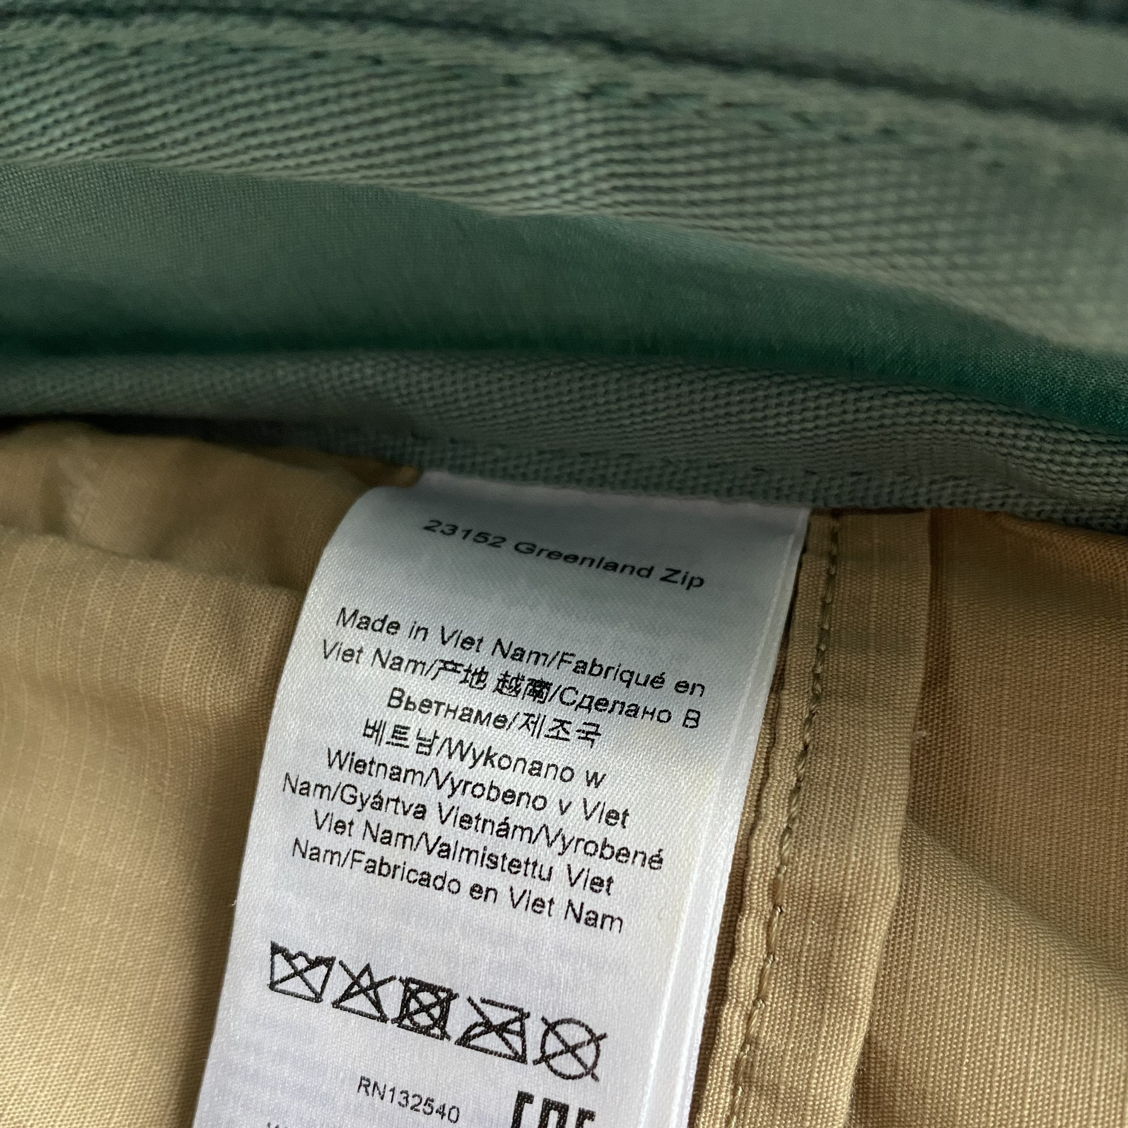 23152 Greenland Zip
Made in Viet Nam/Fabriqué en
Viet Nam/产地 越南/Сделано В
Вьетнаме/제조국
베트남/Wykonano w
Wietnam/Vyrobeno v Viet
Nam/Gyártva Vietnám/Vyrobené
Viet Nam/Valmistettu Viet
Nam/Fabricado en Viet Nam
RN132540